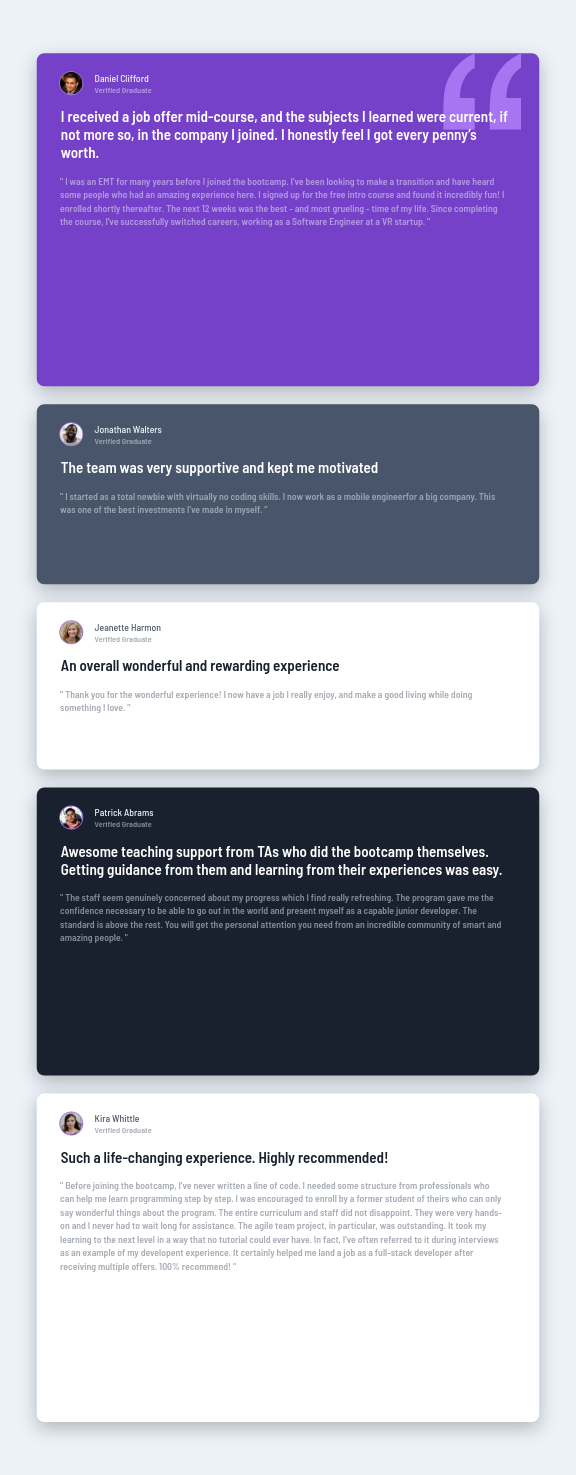 Daniel Clifford
Verified Graduate
I received a job offer mid-course, and the subjects I learned were current, if
not more so, in the company I joined. I honestly feel I got every penny's
worth.
" I was an EMT for many years before I joined the bootcamp. I've been looking to make a transition and have heard
some people who had an amazing experience here. I signed up for the free intro course and found it incredibly fun! I
enrolled shortly thereafter. The next 12 weeks was the best – and most grueling – time of my life. Since completing
the course, I've successfully switched careers, working as a Software Engineer at a VR startup. "
Jonathan Walters
Verified Graduate
The team was very supportive and kept me motivated
" I started as a total newbie with virtually no coding skills. I now work as a mobile engineerfor a big company. This
was one of the best investments I've made in myself. "
Jeanette Harmon
Verified Graduate
An overall wonderful and rewarding experience
" Thank you for the wonderful experience! I now have a job I really enjoy, and make a good living while doing
something I love. "
Patrick Abrams
Verified Graduate
Awesome teaching support from TAs who did the bootcamp themselves.
Getting guidance from them and learning from their experiences was easy.
" The staff seem genuinely concerned about my progress which I find really refreshing. The program gave me the
confidence necessary to be able to go out in the world and present myself as a capable junior developer. The
standard is above the rest. You will get the personal attention you need from an incredible community of smart and
amazing people. "
Kira Whittle
Verified Graduate
Such a life-changing experience. Highly recommended!
" Before joining the bootcamp, I've never written a line of code. I needed some structure from professionals who
can help me learn programming step by step. I was encouraged to enroll by a former student of theirs who can only
say wonderful things about the program. The entire curriculum and staff did not disappoint. They were very hands-
on and I never had to wait long for assistance. The agile team project, in particular, was outstanding. It took my
learning to the next level in a way that no tutorial could ever have. In fact, I've often referred to it during interviews
as an example of my developent experience. It certainly helped me land a job as a full-stack developer after
receiving multiple offers. 100% recommend! "